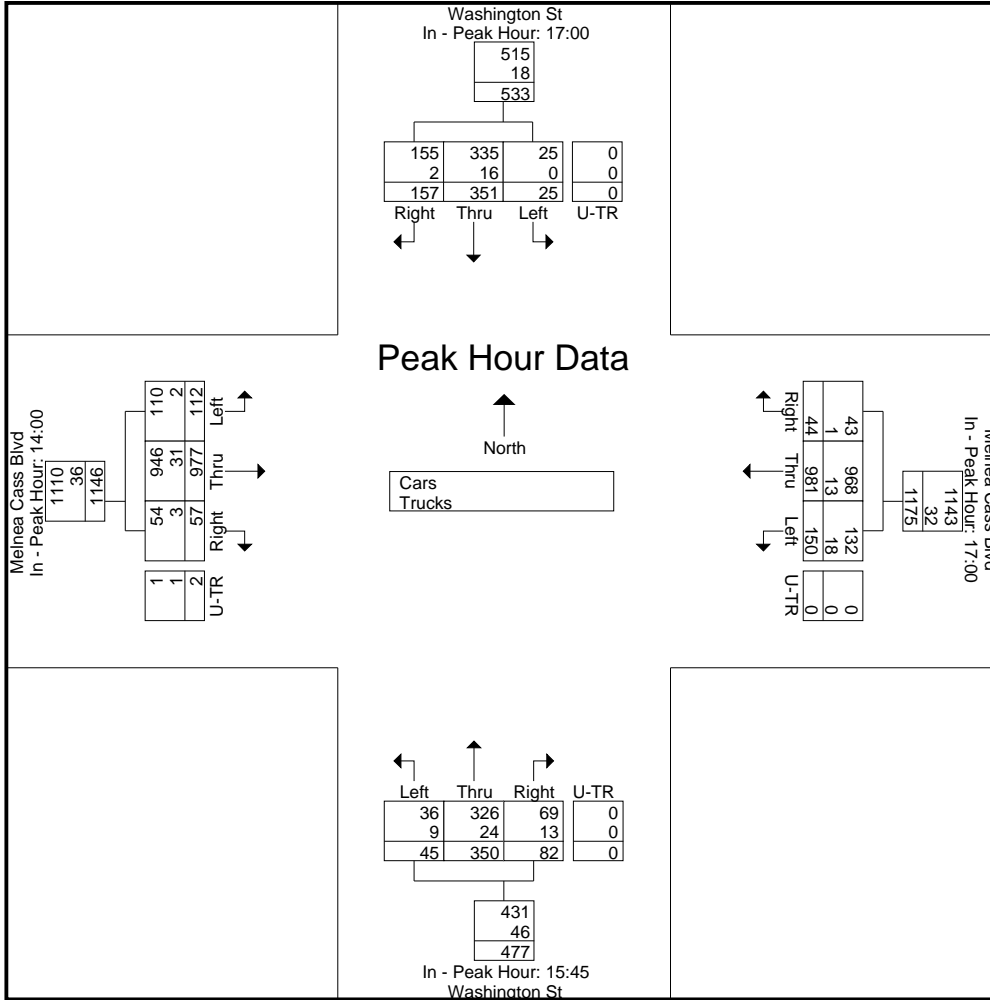 Washington St
In - Peak Hour: 17:00
515
18
533
155 335 25 0
2 16 0 0
157 351 25 0
Right Thru Left U-TR
Peak Hour Data
North
Cars
Trucks
Melnea Cass Blvd
In - Peak Hour: 14:00
1110
36
1146
110 2 112 Left
946 31 977 Thru
54 3 57 Right
1 1 2 U-TR
Right 44 1 43
Thru 981 13 968
Left 150 18 132
U-TR 0 0 0
1175
32
1143
In - Peak Hour: 17:00
Melnea Cass Blvd
Left Thru Right U-TR
36 326 69 0
9 24 13 0
45 350 82 0
431
46
477
In - Peak Hour: 15:45
Washington St